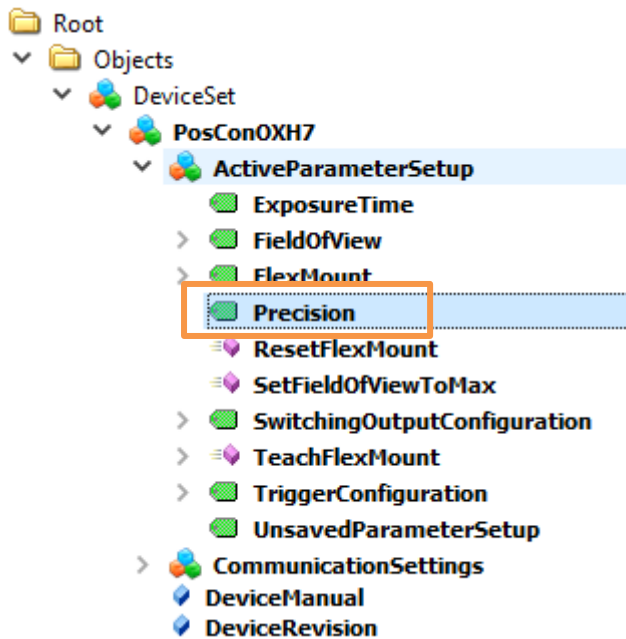 Root
Objects
DeviceSet
PosConOXH7
ActiveParameterSetup
ExposureTime
FieldOfView
FlexMount
Precision
ResetFlexMount
SetFieldOfViewToMax
SwitchingOutputConfiguration
TeachFlexMount
TriggerConfiguration
UnsavedParameterSetup
CommunicationSettings
DeviceManual
DeviceRevision